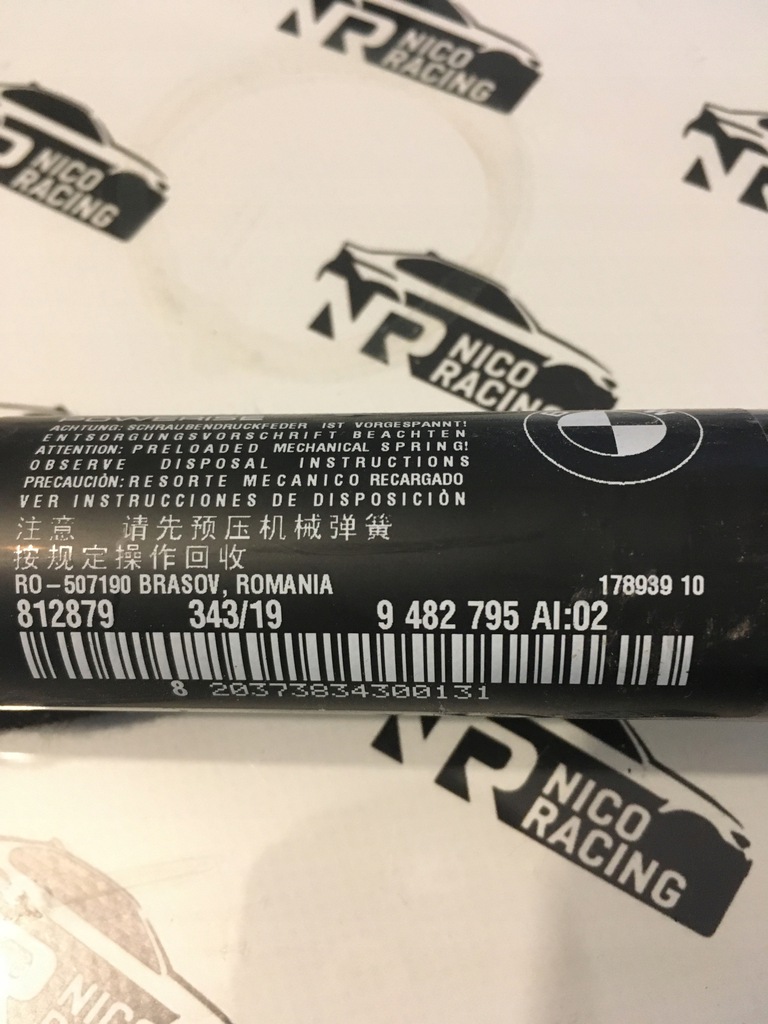 NR NICO
RACING
NICO
RACING
NR NICO
RACING
POWERISE
ACHTUNG: SCHRAUBENDRUCKFEDER IST VORGESPANNT!
ENTSORGUNGSVORSCHRIFT BEACHTEN
ATTENTION: PRELOADED MECHANICAL SPRING!
OBSERVE DISPOSAL INSTRUCTIONS
PRECAUCIÒN: RESORTE MECANICO RECARGADO
VER INSTRUCCIONES DE DISPOSICIÒN
注意 请先预压机械弹簧
按规定操作回收
RO-507190 BRASOV, ROMANIA 178939 10
812879 343/19 9 482 795 AI:02
8 20373834300131
NR NICO
RACING
NICO